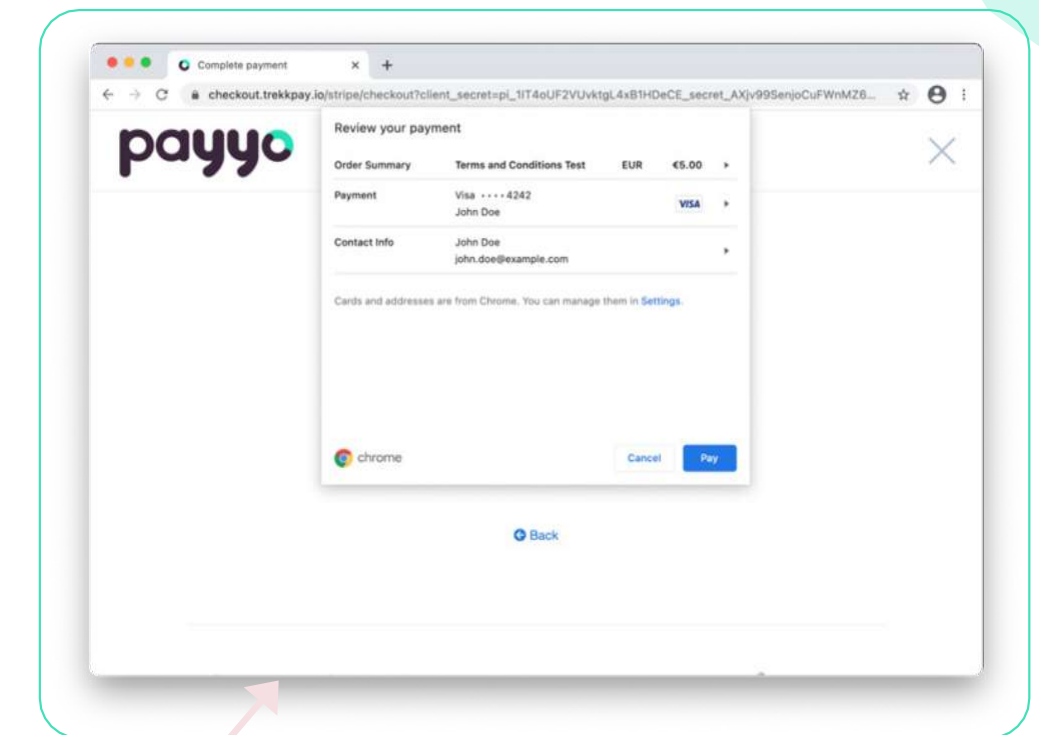 Complete payment
checkout.trekkpay.io/stripe/checkout?client_secret=pi_1IT4oUF2VUvktgL4xB1HDeCE_secret_AXjv99SenjoCuFWnMZ6...
payyo
Review your payment
Order Summary Terms and Conditions Test EUR €5.00
Payment Visa ····4242 VISA
John Doe
Contact Info John Doe
john.doe@example.com
Cards and addresses are from Chrome. You can manage them in Settings.
chrome Cancel Pay
Back